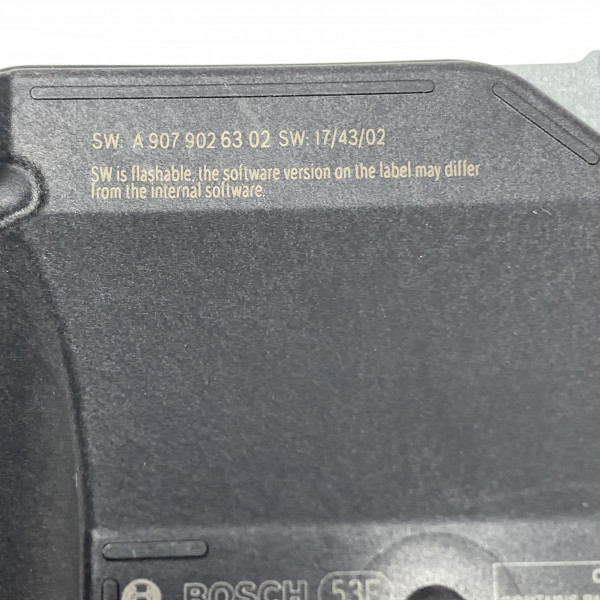 SW: A 907 902 63 02 SW: 17/43/02
SW is flashable, the software version on the label may differ
from the internal software.
BOSCH 53F